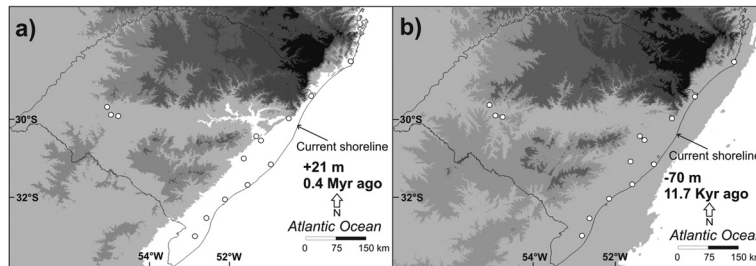 a)
30°S
Current shoreline
+21 m
0.4 Myr ago
32°S
N
Atlantic Ocean
54°W
52°W
0 75 150 km
b)
30°S
Current shoreline
-70 m
11.7 Kyr ago
32°S
N
Atlantic Ocean
54°W
52°W
0 75 150 km